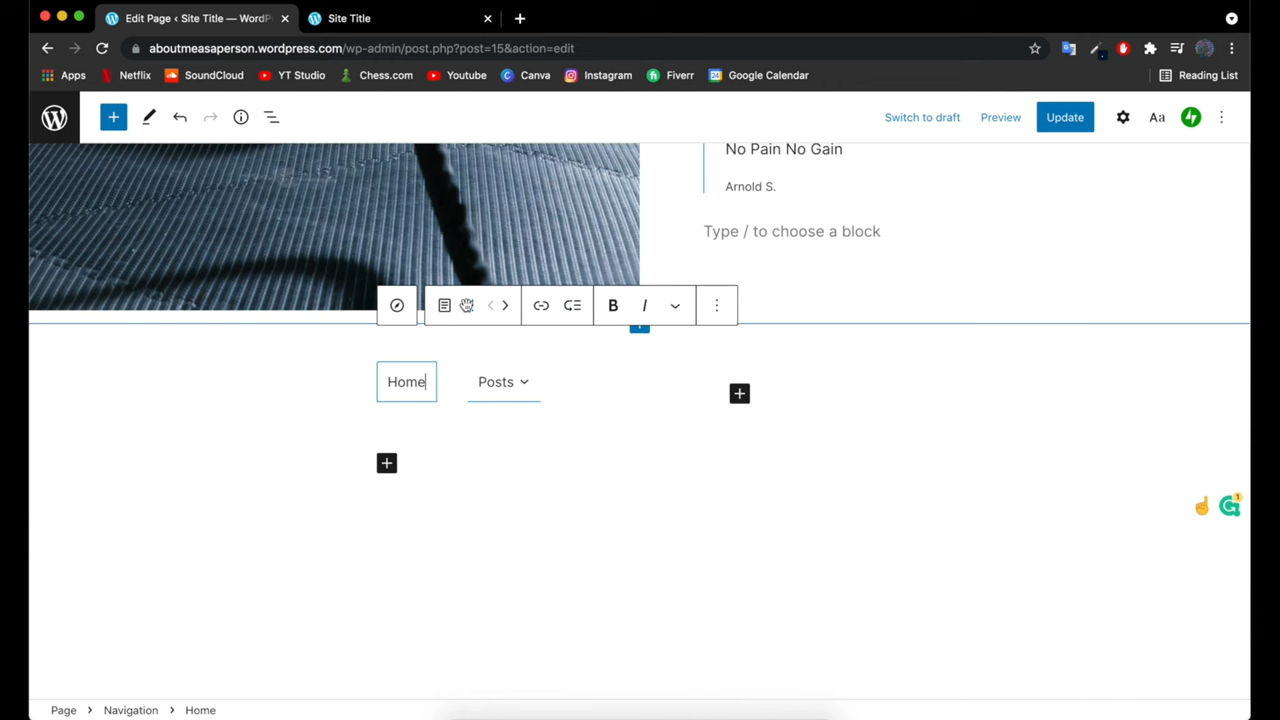 Edit Page ‹ Site Title — WordP
Site Title
aboutmeasaperson.wordpress.com/wp-admin/post.php?post=15&action=edit
Apps
Netflix
SoundCloud
YT Studio
Chess.com
Youtube
Canva
Instagram
Fiverr
24
Google Calendar
Reading List
Switch to draft
Preview
Update
Aa
No Pain No Gain
Arnold S.
Type / to choose a block
B
I
Home
Posts
1
Page
Navigation
Home